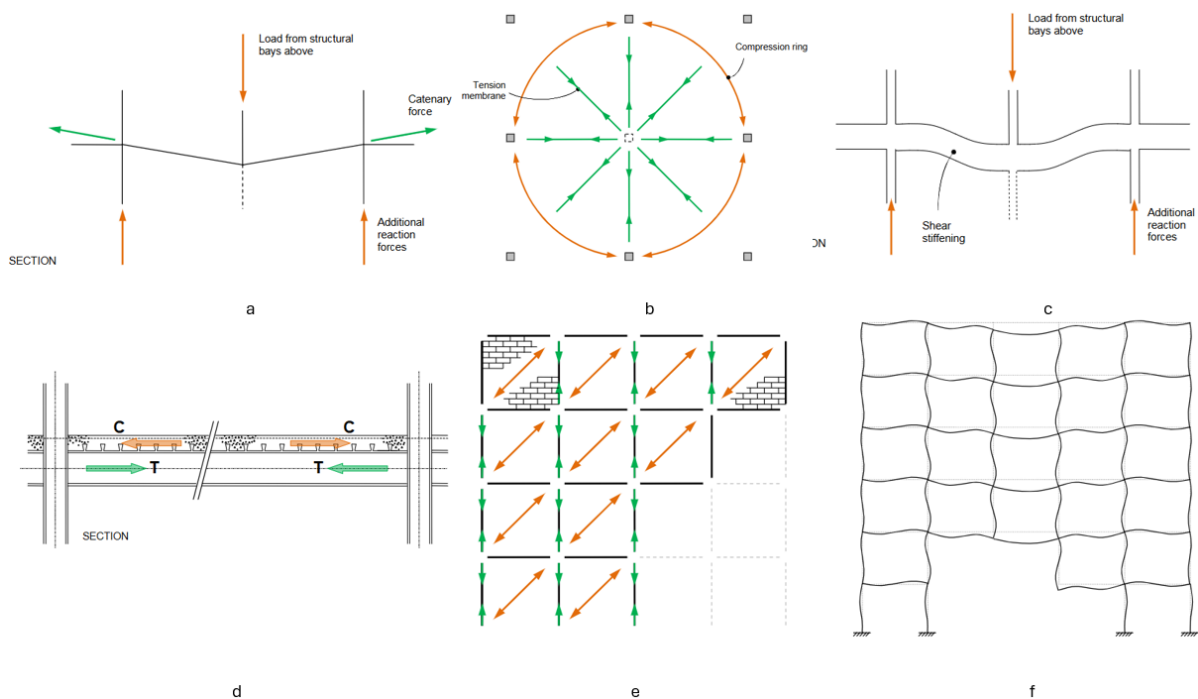 Load from structural
bays above
Catenary
force
Additional
reaction
forces
SECTION
a
Tension
membrane
Compression ring
b
Load from structural
bays above
Shear
stiffening
Additional
reaction
forces
ON
c
C
C
T
T
SECTION
d
e
f